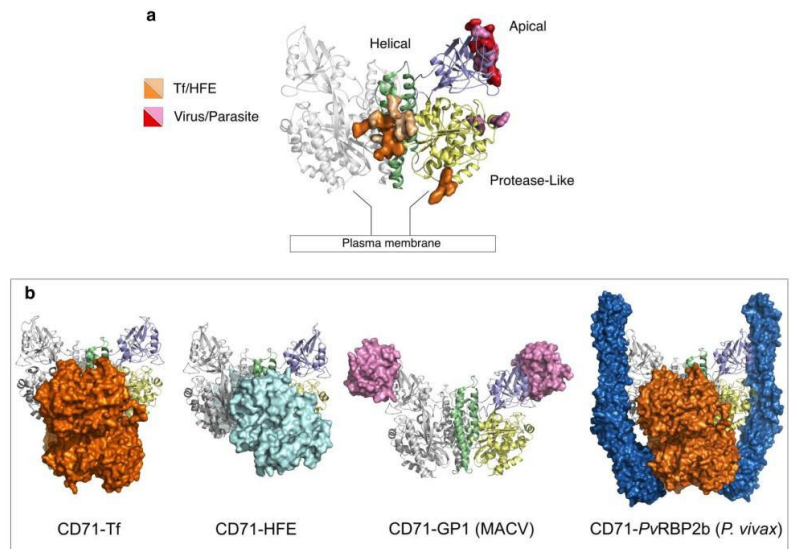 a
Helical
Apical
Tf/HFE
Virus/Parasite
Protease-Like
Plasma membrane
b
CD71-Tf
CD71-HFE
CD71-GP1 (MACV)
CD71-PvRBP2b (P. vivax)